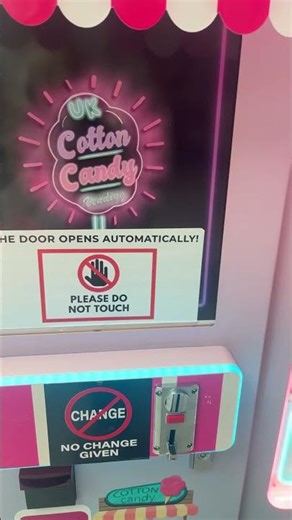 UK
Cotton
Candy
Vending
HE DOOR OPENS AUTOMATICALLY!
PLEASE DO
NOT TOUCH
CHANGE
NO CHANGE
GIVEN
COTTON
candy